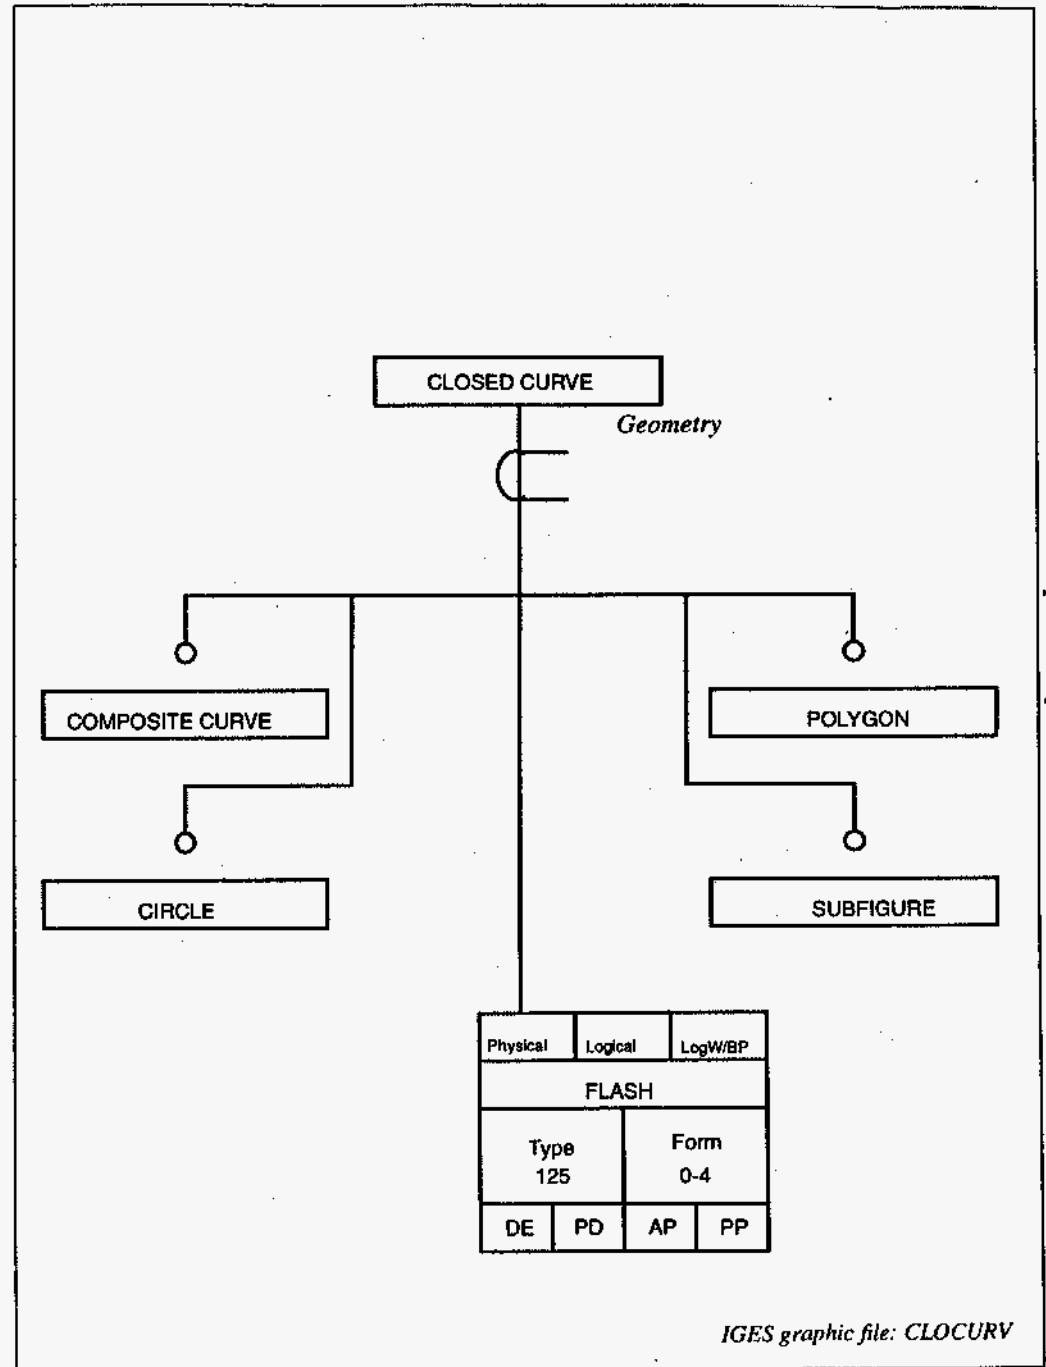 CLOSED CURVE
Geometry
COMPOSITE CURVE
POLYGON
CIRCLE
SUBFIGURE
Physical Logical LogW/BP
FLASH
Type Form
125 0-4
DE PD AP PP
IGES graphic file: CLOCURV